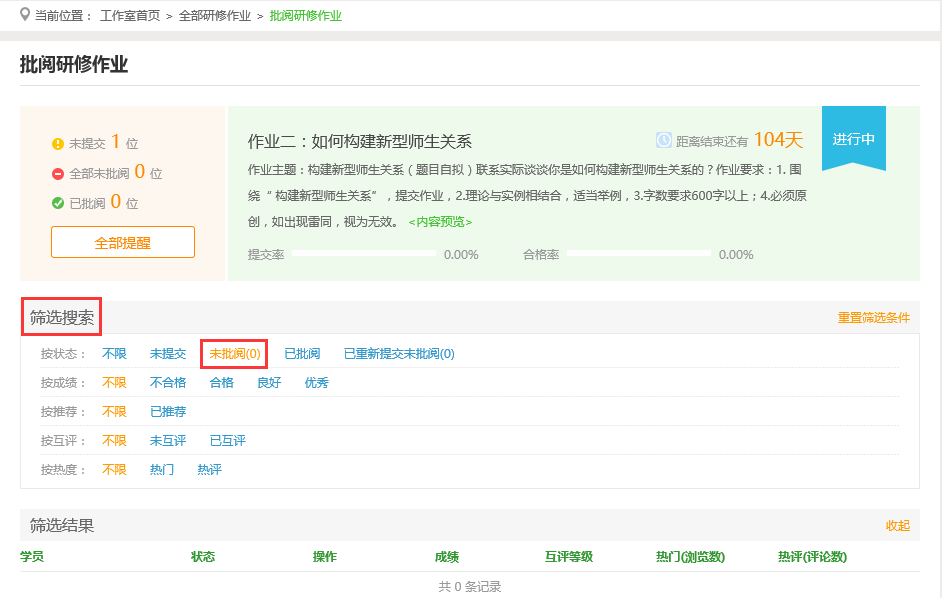 当前位置： 工作室首页 > 全部研修作业 > 批阅研修作业
批阅研修作业
未提交 1 位
全部未批阅 0 位
已批阅 0 位
全部提醒
作业二：如何构建新型师生关系
距离结束还有 104天
进行中
作业主题：构建新型师生关系（题目自拟）联系实际谈谈你是如何构建新型师生关系的？作业要求：1. 围
绕“ 构建新型师生关系”，提交作业，2.理论与实例相结合，适当举例，3.字数要求600字以上；4.必须原
创，如出现雷同，视为无效。 <内容预览>
提交率 0.00% 合格率 0.00%
筛选搜索 重置筛选条件
按状态： 不限 未提交 未批阅(0) 已批阅 已重新提交未批阅(0)
按成绩： 不限 不合格 合格 良好 优秀
按推荐： 不限 已推荐
按互评： 不限 未互评 已互评
按热度： 不限 热门 热评
筛选结果 收起
学员 状态 操作 成绩 互评等级 热门(浏览数) 热评(评论数)
共 0 条记录